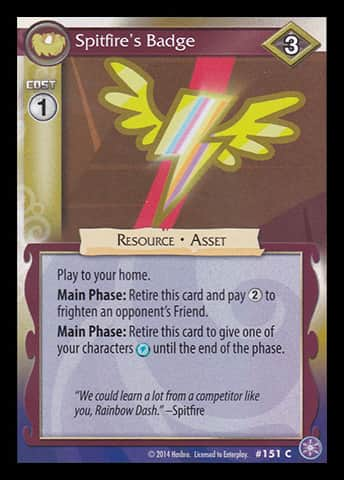 Spitfire's Badge
3
COST
1
RESOURCE • ASSET
Play to your home.
Main Phase: Retire this card and pay 2 to
frighten an opponent's Friend.
Main Phase: Retire this card to give one of
your characters until the end of the phase.
"We could learn a lot from a competitor like
you, Rainbow Dash." –Spitfire
© 2014 Hasbro. Licensed to Enterplay. #151 C